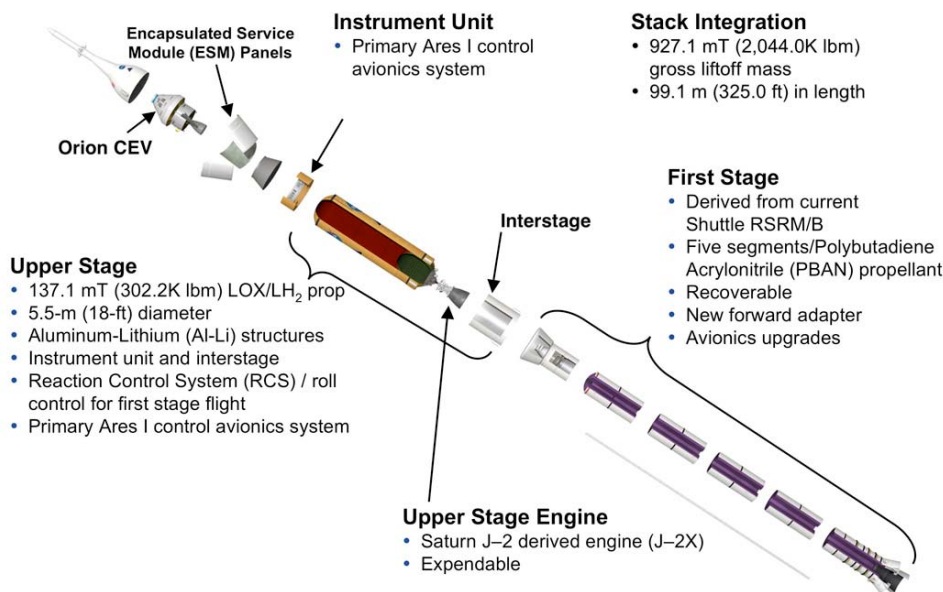 Encapsulated Service
Module (ESM) Panels
Orion CEV
Instrument Unit
• Primary Ares I control
avionics system
Stack Integration
• 927.1 mT (2,044.0K lbm)
gross liftoff mass
• 99.1 m (325.0 ft) in length
Interstage
First Stage
• Derived from current
Shuttle RSRM/B
• Five segments/Polybutadiene
Acrylonitrile (PBAN) propellant
• Recoverable
• New forward adapter
• Avionics upgrades
Upper Stage
• 137.1 mT (302.2K lbm) LOX/LH₂ prop
• 5.5-m (18-ft) diameter
• Aluminum-Lithium (Al-Li) structures
• Instrument unit and interstage
• Reaction Control System (RCS) / roll
control for first stage flight
• Primary Ares I control avionics system
Upper Stage Engine
• Saturn J–2 derived engine (J–2X)
• Expendable